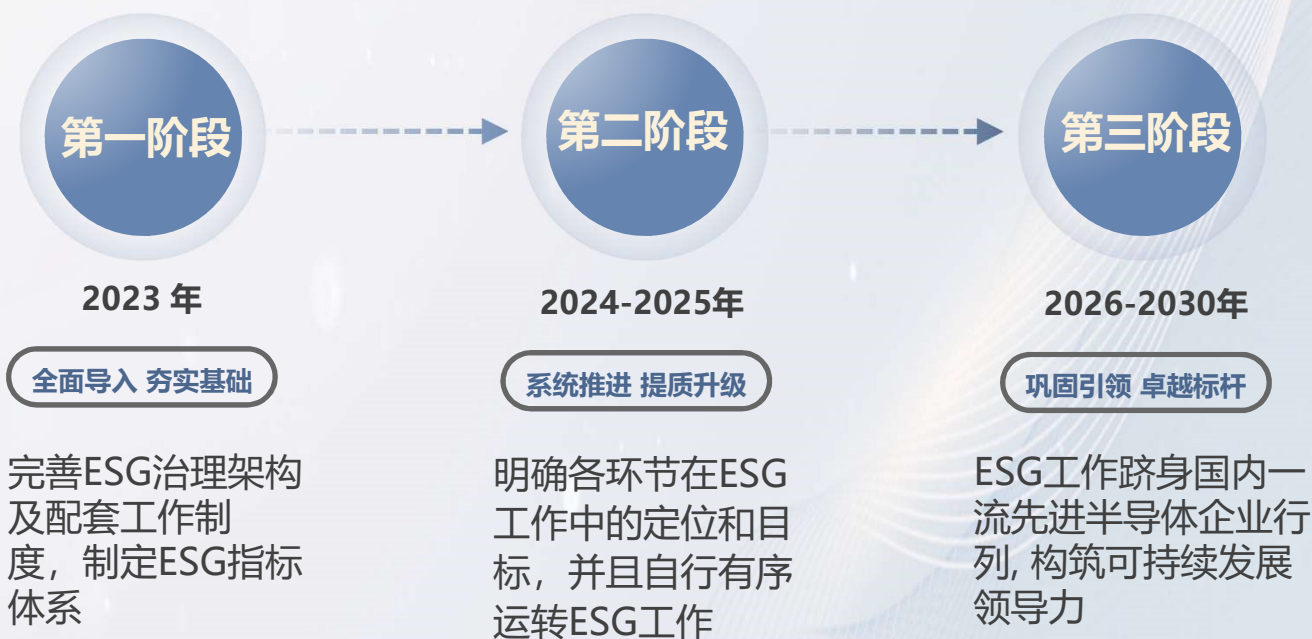 第一阶段
2023 年
全面导入 夯实基础
完善ESG治理架构
及配套工作制
度，制定ESG指标
体系
第二阶段
2024-2025年
系统推进 提质升级
明确各环节在ESG
工作中的定位和目
标，并且自行有序
运转ESG工作
第三阶段
2026-2030年
巩固引领 卓越标杆
ESG工作跻身国内一
流先进半导体企业行
列, 构筑可持续发展
领导力